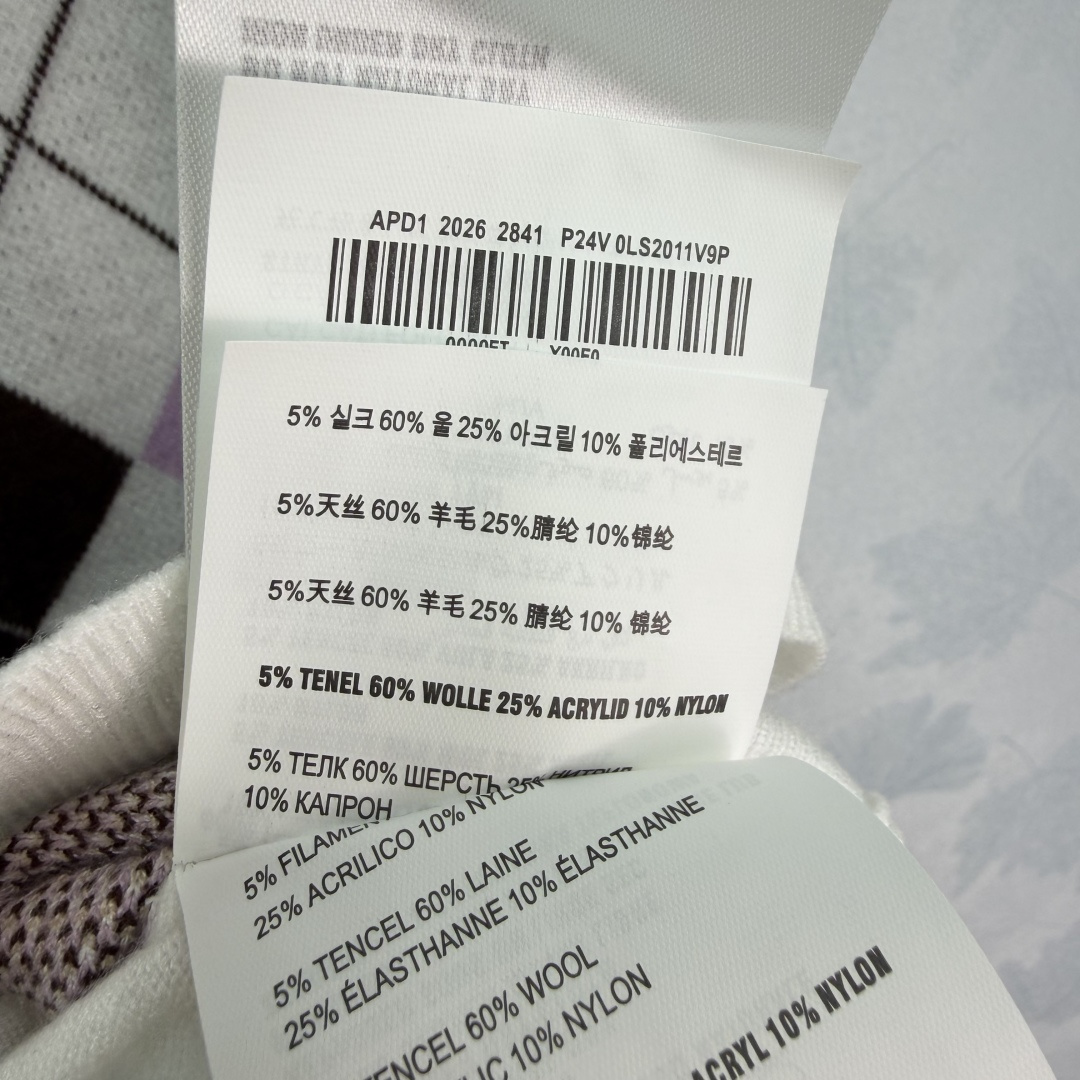 APD1 2026 2841 P24V 0LS2011V9P
5% 실크 60% 울 25% 아크릴 10% 폴리에스테르
5%天丝 60% 羊毛 25%腈纶 10%锦纶
5%天丝 60% 羊毛 25% 腈纶 10% 锦纶
5% TENEL 60% WOLLE 25% ACRYLID 10% NYLON
5% ТЕЛК 60% ШЕРСТЬ 25% НИТРИЛ
10% КАПРОН
5%
25% ACRILICO 10% NYLON
5% TENCEL 60% LAINE
25% ÉLASTHANNE 10% ÉLASTHANNE
60% WOOL
10% NYLON
10% NYLON